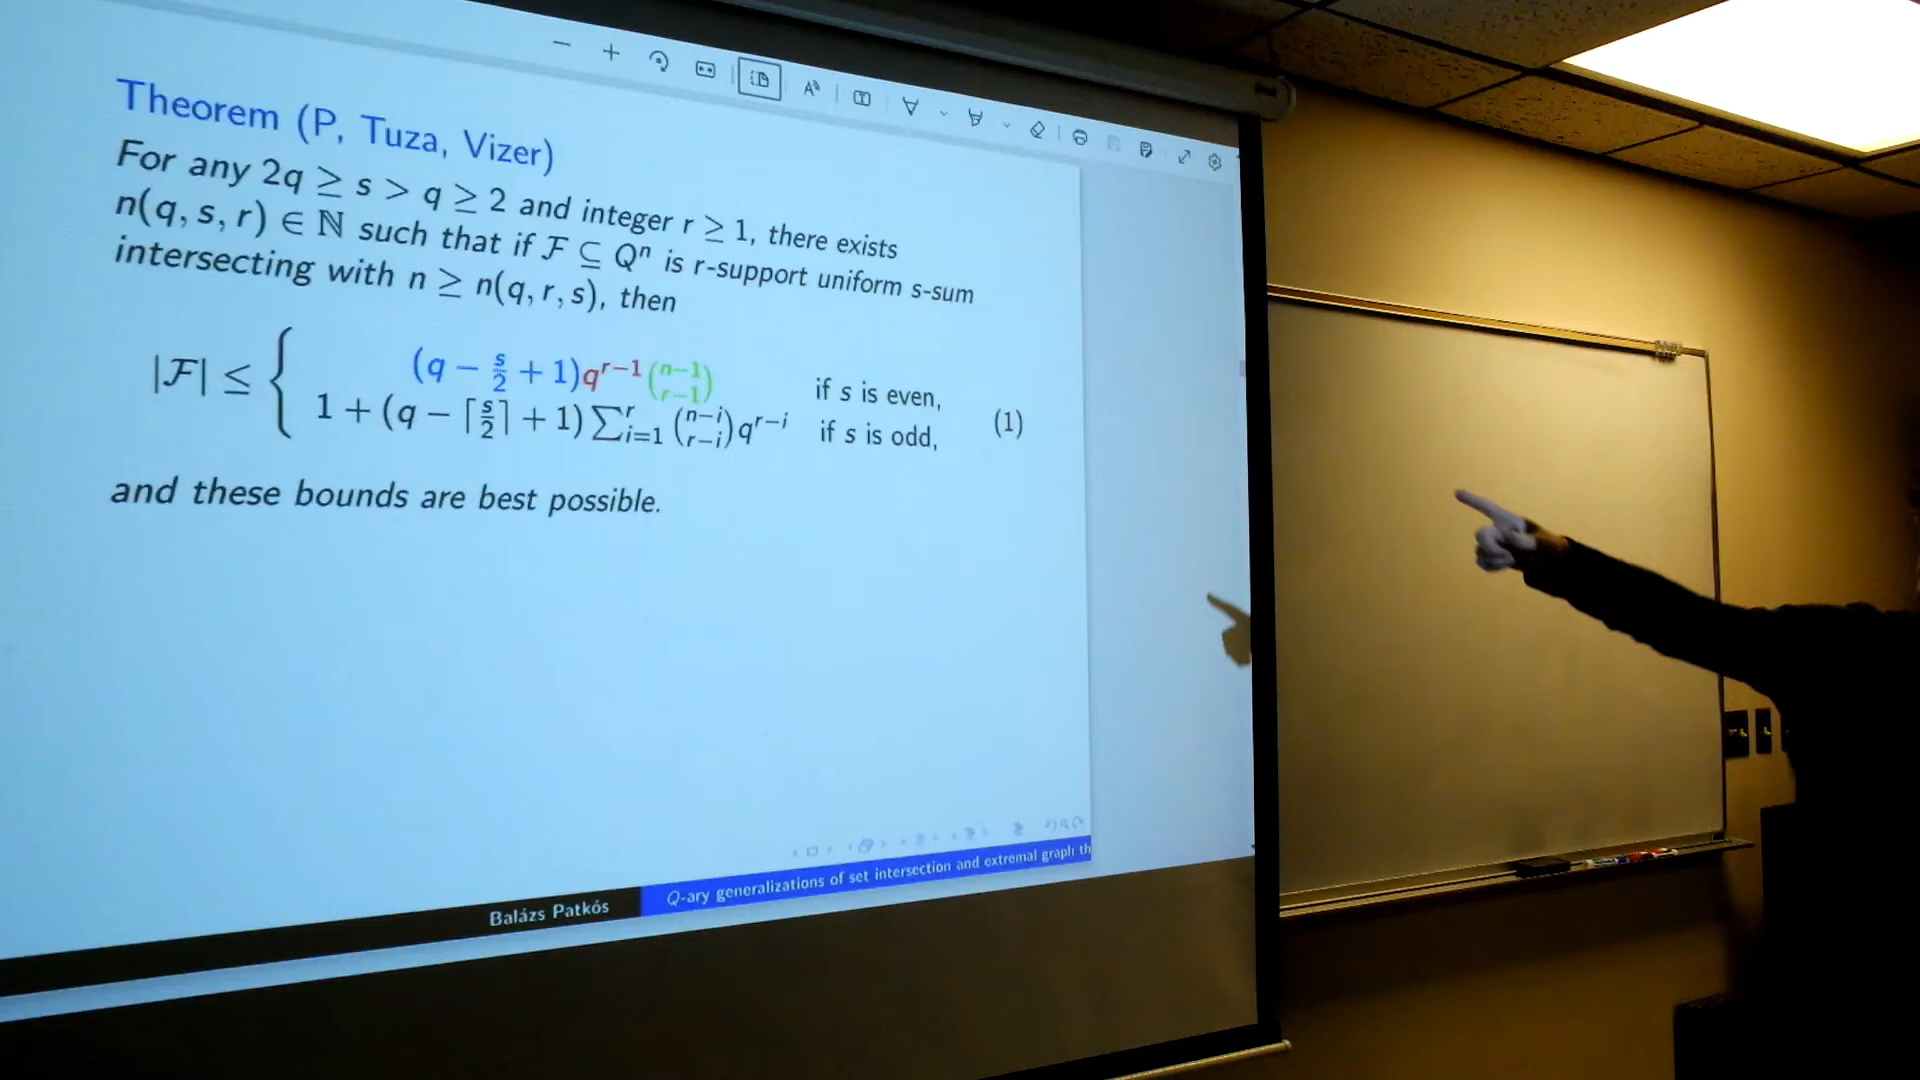 Theorem (P, Tuza, Vizer)
For any 2q ≥ s > q ≥ 2 and integer r ≥ 1, there exists
n(q, s, r) ∈ ℕ such that if ℱ ⊆ Qⁿ is r-support uniform s-sum
intersecting with n ≥ n(q, r, s), then
|ℱ| ≤ { (q − s/2 + 1)q^{r−1}\binom{n−1}{r−1} if s is even,
1 + (q − ⌈s/2⌉ + 1) ∑_{i=1}^{r} \binom{n−i}{r−i} q^{r−i} if s is odd, (1)
and these bounds are best possible.
Balázs Patkós Q-ary generalizations of set intersection and extremal graph th